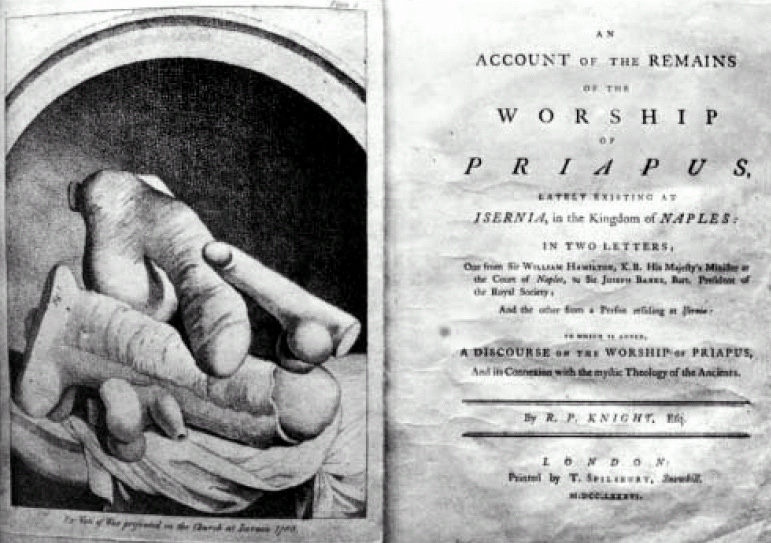 Ex Voti of Wax presented in the Church at Isernia 1780.
AN
ACCOUNT OF THE REMAINS
OF THE
WORSHIP
OF
PRIAPUS,
LATELY EXISTING AT
ISERNIA, in the Kingdom of NAPLES:
IN TWO LETTERS;
One from Sir WILLIAM HAMILTON, K.B. His Majesty's Minister at
the Court of Naples, to Sir JOSEPH BANKS, Bart. President of
the Royal Society;
And the other from a Person residing at Isernia:
TO WHICH IS ADDED,
A DISCOURSE ON THE WORSHIP OF PRIAPUS,
And its Connexion with the mystic Theology of the Ancients.
By R. P. KNIGHT, Esq.
LONDON:
Printed by T. SPILSBURY, Snowhill.
M.DCC.LXXXVI.